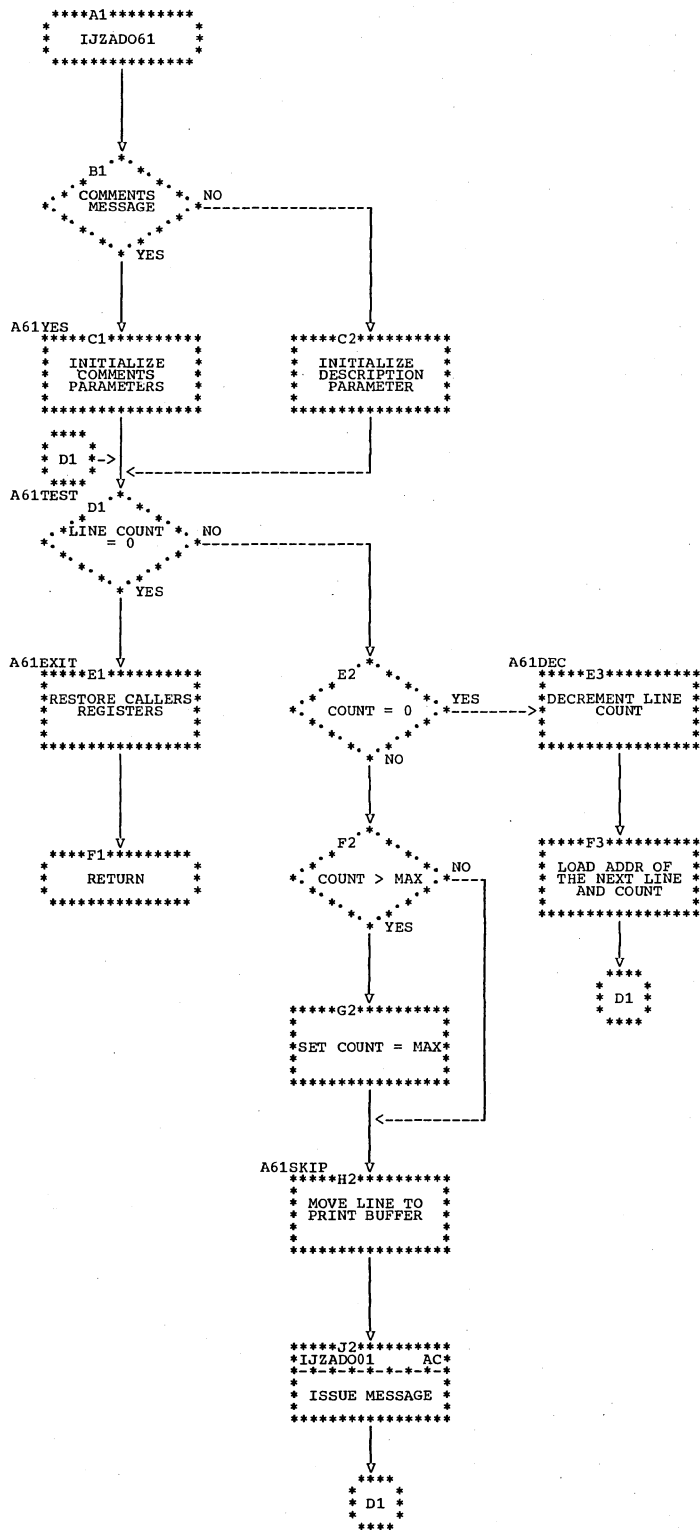 A1
IJZADO61
B1
COMMENTS
MESSAGE
NO
YES
A61YES
C1
INITIALIZE
COMMENTS
PARAMETERS
C2
INITIALIZE
DESCRIPTION
PARAMETER
D1
A61TEST
D1
LINE COUNT
= 0
NO
YES
A61EXIT
E1
RESTORE CALLERS
REGISTERS
E2
COUNT = 0
YES
NO
A61DEC
E3
DECREMENT LINE
COUNT
F1
RETURN
F2
COUNT > MAX
NO
YES
F3
LOAD ADDR OF
THE NEXT LINE
AND COUNT
D1
G2
SET COUNT = MAX
A61SKIP
H2
MOVE LINE TO
PRINT BUFFER
J2
IJZADO01 AC
ISSUE MESSAGE
D1